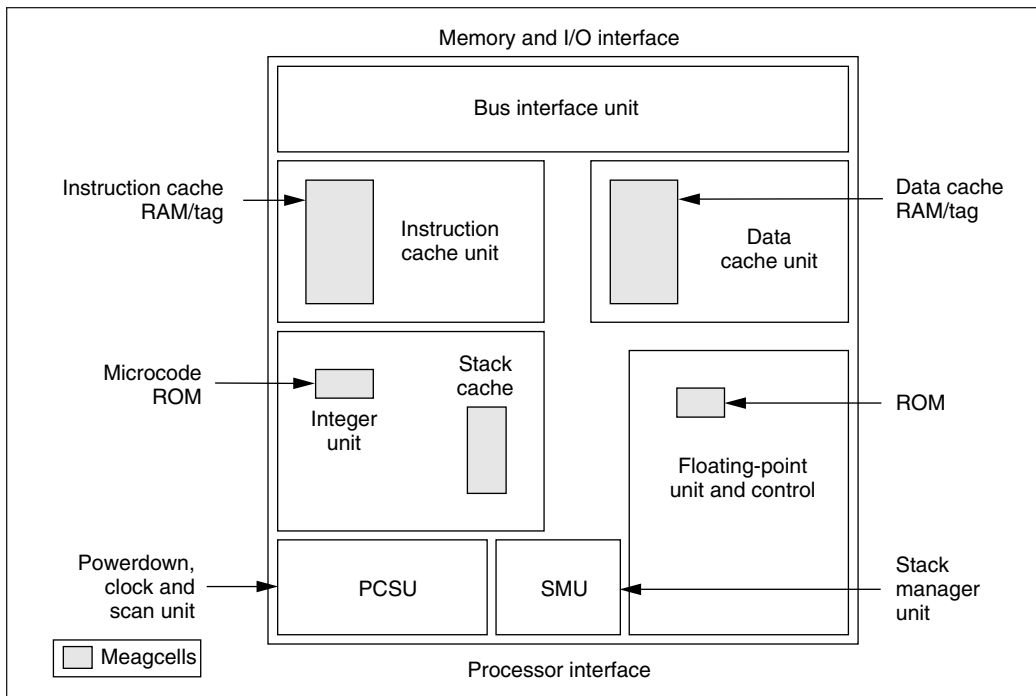 Memory and I/O interface
Bus interface unit
Instruction cache
RAM/tag
Instruction
cache unit
Data
cache unit
Data cache
RAM/tag
Microcode
ROM
Integer
unit
Stack
cache
ROM
Floating-point
unit and control
Powerdown,
clock and
scan unit
PCSU
SMU
Stack
manager
unit
Meagcells
Processor interface